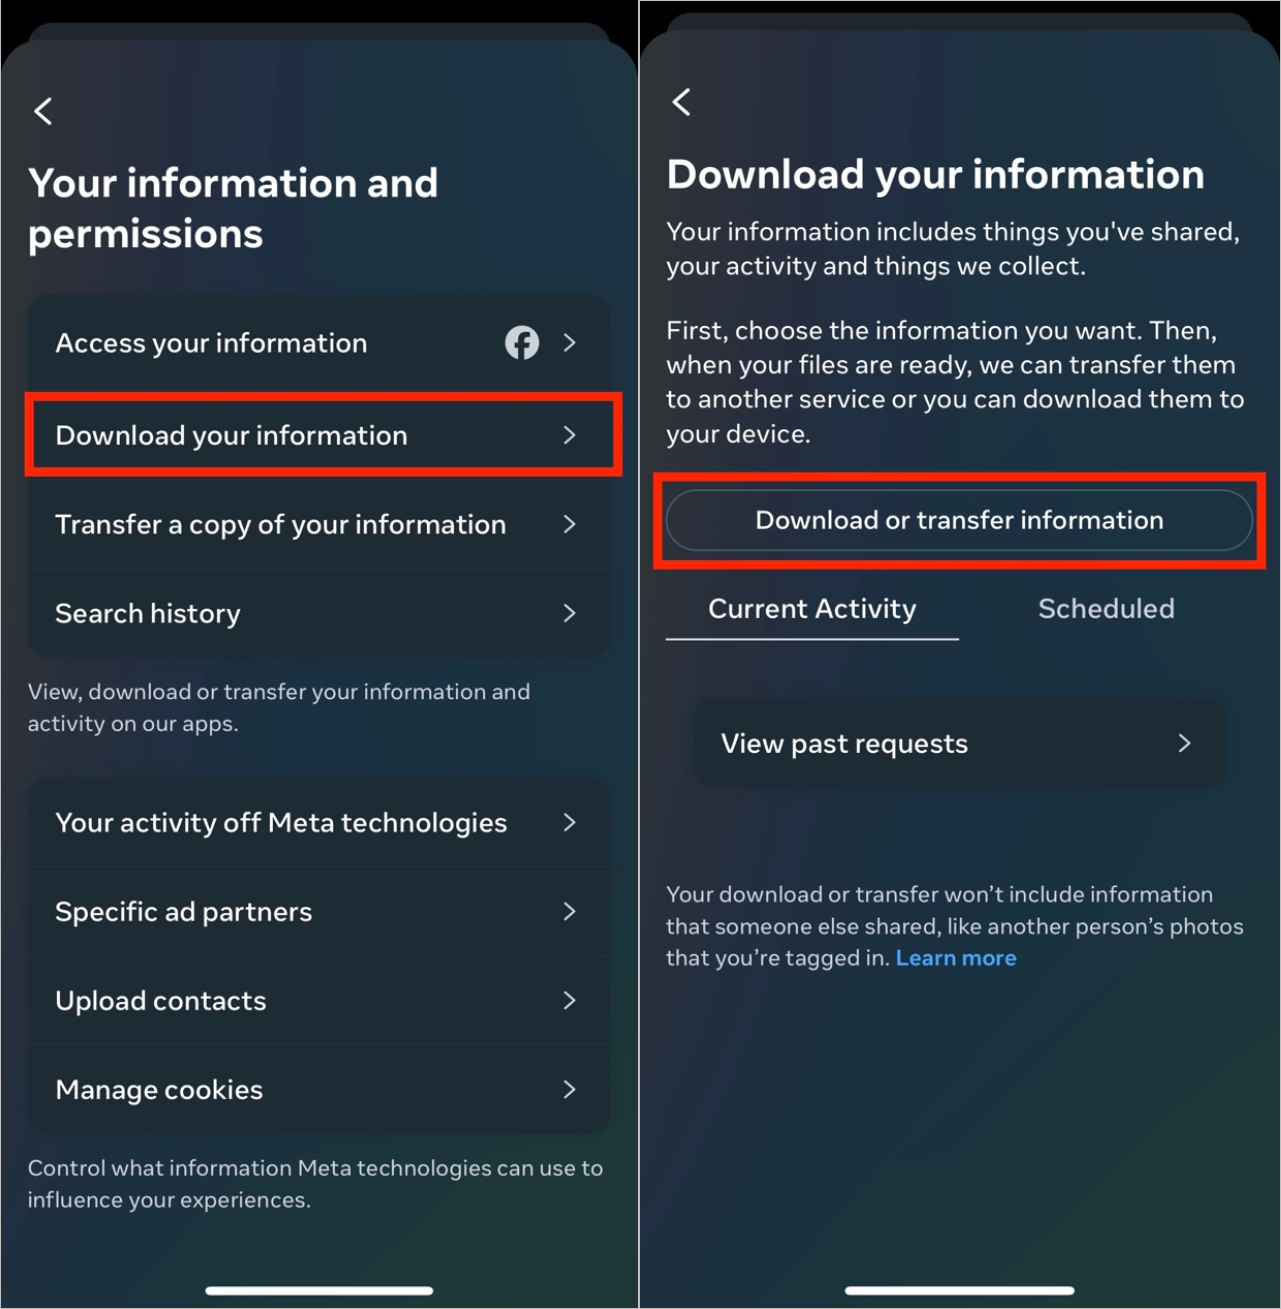 Your information and
permissions
Access your information
Download your information
Transfer a copy of your information
Search history
View, download or transfer your information and
activity on our apps.
Your activity off Meta technologies
Specific ad partners
Upload contacts
Manage cookies
Control what information Meta technologies can use to
influence your experiences.
Download your information
Your information includes things you've shared,
your activity and things we collect.
First, choose the information you want. Then,
when your files are ready, we can transfer them
to another service or you can download them to
your device.
Download or transfer information
Current Activity
Scheduled
View past requests
Your download or transfer won’t include information
that someone else shared, like another person’s photos
that you’re tagged in. Learn more